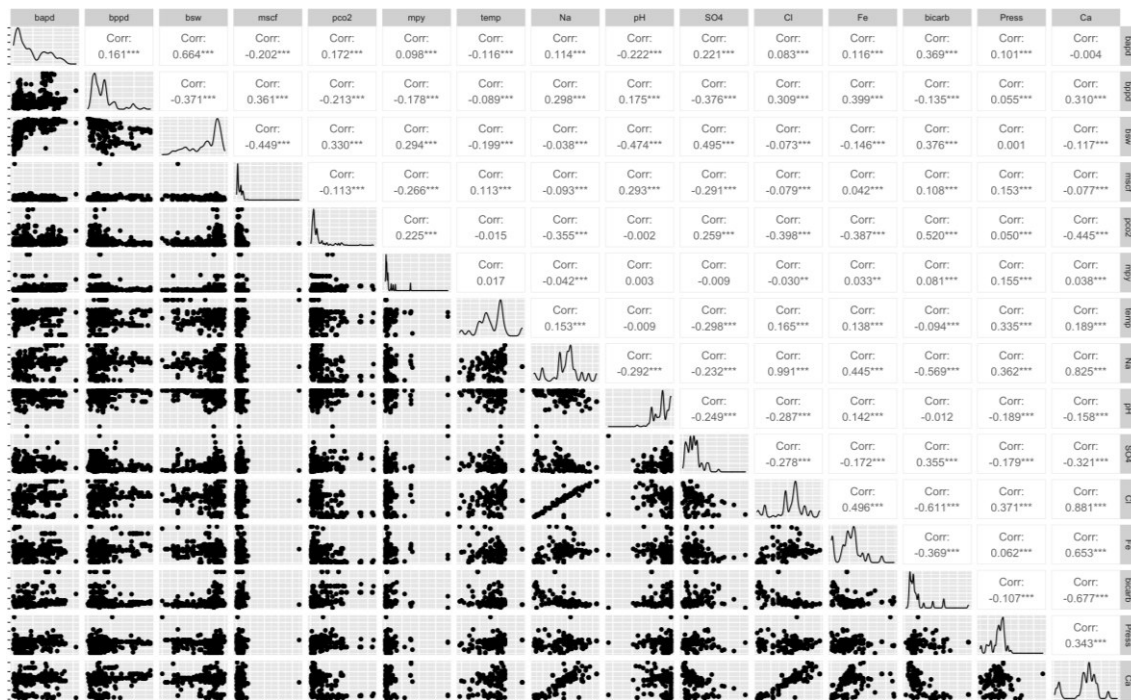 bapd bppd bsw mscf pco2 mpy temp Na pH SO4 Cl Fe bicarb Press Ca
Corr: Corr: Corr: Corr: Corr: Corr: Corr: Corr: Corr: Corr: Corr: Corr: Corr: Corr:
0.161*** 0.664*** -0.202*** 0.172*** 0.098*** -0.116*** 0.114*** -0.222*** 0.221*** 0.083*** 0.116*** 0.369*** 0.101*** -0.004
bapd
Corr: Corr: Corr: Corr: Corr: Corr: Corr: Corr: Corr: Corr: Corr: Corr: Corr:
-0.371*** 0.361*** -0.213*** -0.178*** -0.089*** 0.298*** 0.175*** -0.376*** 0.309*** 0.399*** -0.135*** 0.055*** 0.310***
bppd
Corr: Corr: Corr: Corr: Corr: Corr: Corr: Corr: Corr: Corr: Corr: Corr:
-0.449*** 0.330*** 0.294*** -0.199*** -0.038*** -0.474*** 0.495*** -0.073*** -0.146*** 0.376*** 0.001 -0.117***
bsw
Corr: Corr: Corr: Corr: Corr: Corr: Corr: Corr: Corr: Corr: Corr:
-0.113*** -0.266*** 0.113*** -0.093*** 0.293*** -0.291*** -0.079*** 0.042*** 0.108*** 0.153*** -0.077***
mscf
Corr: Corr: Corr: Corr: Corr: Corr: Corr: Corr: Corr: Corr:
0.225*** -0.015 -0.355*** -0.002 0.259*** -0.398*** -0.387*** 0.520*** 0.050*** -0.445***
pco2
Corr: Corr: Corr: Corr: Corr: Corr: Corr: Corr: Corr:
0.017 -0.042*** 0.003 -0.009 -0.030** 0.033** 0.081*** 0.155*** 0.038***
mpy
Corr: Corr: Corr: Corr: Corr: Corr: Corr: Corr:
0.153*** -0.009 -0.298*** 0.165*** 0.138*** -0.094*** 0.335*** 0.189***
temp
Corr: Corr: Corr: Corr: Corr: Corr: Corr:
-0.292*** -0.232*** 0.991*** 0.445*** -0.569*** 0.362*** 0.825***
Na
Corr: Corr: Corr: Corr: Corr: Corr:
-0.249*** -0.287*** 0.142*** -0.012 -0.189*** -0.158***
pH
Corr: Corr: Corr: Corr: Corr:
-0.278*** -0.172*** 0.355*** -0.179*** -0.321***
SO4
Corr: Corr: Corr: Corr:
0.496*** -0.611*** 0.371*** 0.881***
Cl
Corr: Corr: Corr:
-0.369*** 0.062*** 0.653***
Fe
Corr: Corr:
-0.107*** -0.677***
bicarb
Corr:
0.343***
Press
Ca